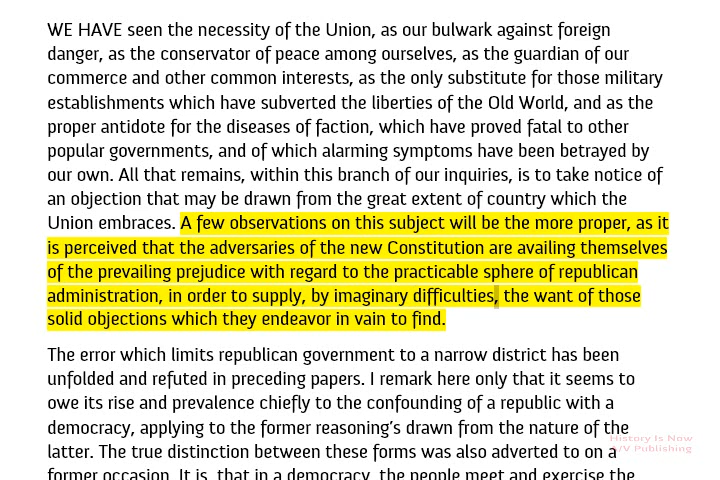 WE HAVE seen the necessity of the Union, as our bulwark against foreign
danger, as the conservator of peace among ourselves, as the guardian of our
commerce and other common interests, as the only substitute for those military
establishments which have subverted the liberties of the Old World, and as the
proper antidote for the diseases of faction, which have proved fatal to other
popular governments, and of which alarming symptoms have been betrayed by
our own. All that remains, within this branch of our inquiries, is to take notice of
an objection that may be drawn from the great extent of country which the
Union embraces. A few observations on this subject will be the more proper, as it
is perceived that the adversaries of the new Constitution are availing themselves
of the prevailing prejudice with regard to the practicable sphere of republican
administration, in order to supply, by imaginary difficulties, the want of those
solid objections which they endeavor in vain to find.
The error which limits republican government to a narrow district has been
unfolded and refuted in preceding papers. I remark here only that it seems to
owe its rise and prevalence chiefly to the confounding of a republic with a
democracy, applying to the former reasoning's drawn from the nature of the
latter. The true distinction between these forms was also adverted to on a
former occasion. It is, that in a democracy, the people meet and exercise the
History Is Now
A/V Publishing